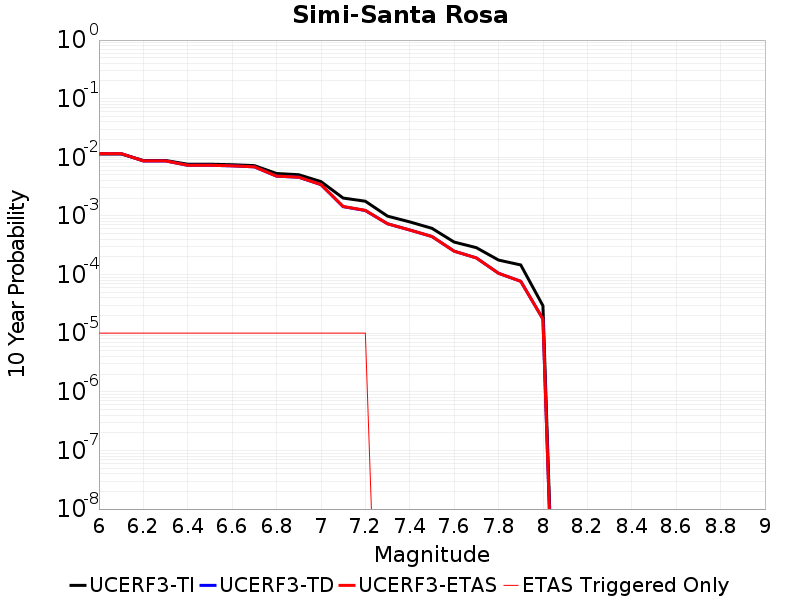 Simi-Santa Rosa
10^0
10^-1
10^-2
10^-3
10^-4
10^-5
10^-6
10^-7
10^-8
10 Year Probability
6 6.2 6.4 6.6 6.8 7 7.2 7.4 7.6 7.8 8 8.2 8.4 8.6 8.8 9
Magnitude
UCERF3-TI UCERF3-TD UCERF3-ETAS ETAS Triggered Only